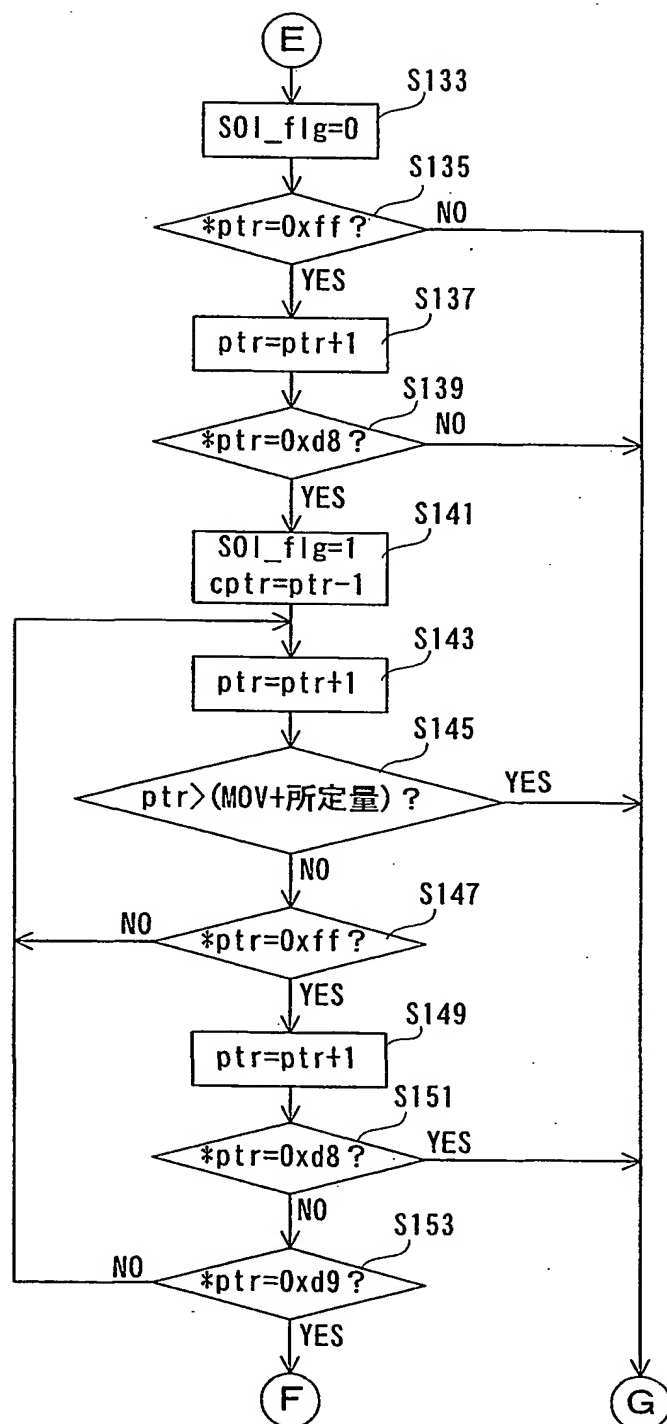 E
S133
SOI_flg=0
S135
*ptr=0xff?
NO
YES
S137
ptr=ptr+1
S139
*ptr=0xd8?
NO
YES
S141
SOI_flg=1
cptr=ptr-1
S143
ptr=ptr+1
S145
ptr>(MOV+所定量)?
YES
NO
S147
NO
*ptr=0xff?
YES
S149
ptr=ptr+1
S151
*ptr=0xd8?
YES
NO
S153
NO
*ptr=0xd9?
YES
F
G